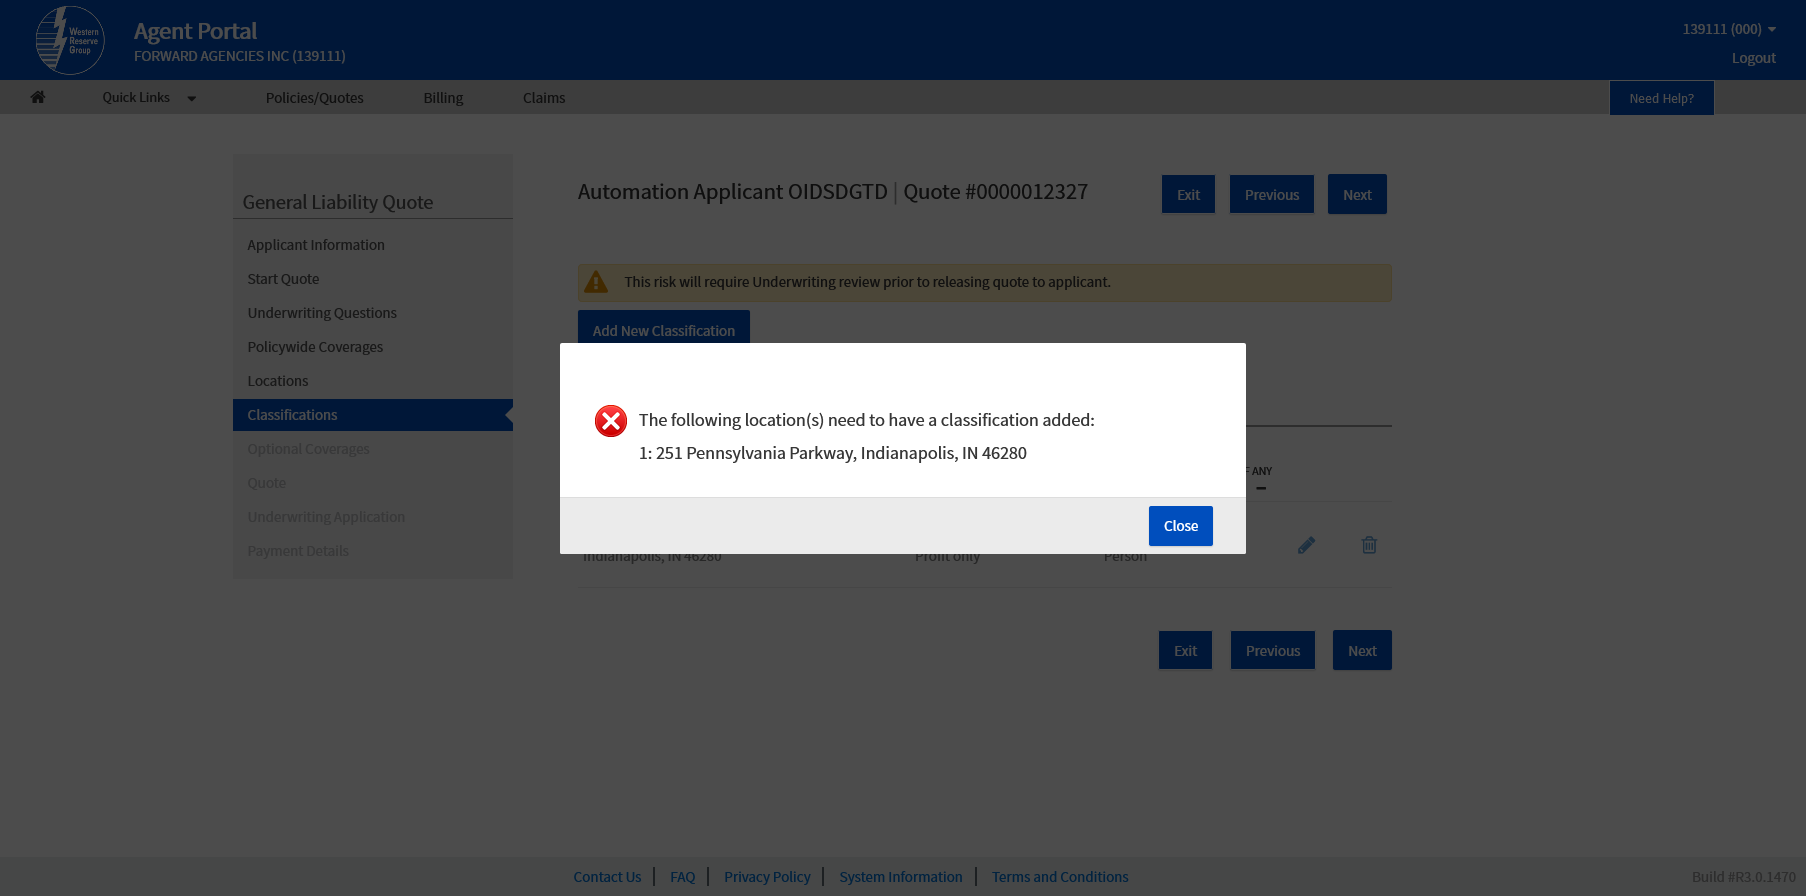 Western
Reserve
Group
Agent Portal
FORWARD AGENCIES INC (139111)
139111 (000)
Logout
Quick Links
Policies/Quotes
Billing
Claims
Need Help?
General Liability Quote
Applicant Information
Start Quote
Underwriting Questions
Policywide Coverages
Locations
Classifications
Optional Coverages
Quote
Underwriting Application
Payment Details
Automation Applicant OIDSDGTD | Quote #0000012327
Exit
Previous
Next
This risk will require Underwriting review prior to releasing quote to applicant.
Add New Classification
The following location(s) need to have a classification added:
1: 251 Pennsylvania Parkway, Indianapolis, IN 46280
Close
ANY
Indianapolis, IN 46280
Profit only
Person
Exit
Previous
Next
Contact Us
FAQ
Privacy Policy
System Information
Terms and Conditions
Build #R3.0.1470